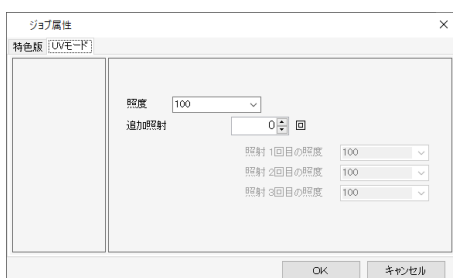 ジョブ属性
特色版 UVモード
照度 100
追加照射 0 回
照射 1回目の照度 100
照射 2回目の照度 100
照射 3回目の照度 100
OK キャンセル